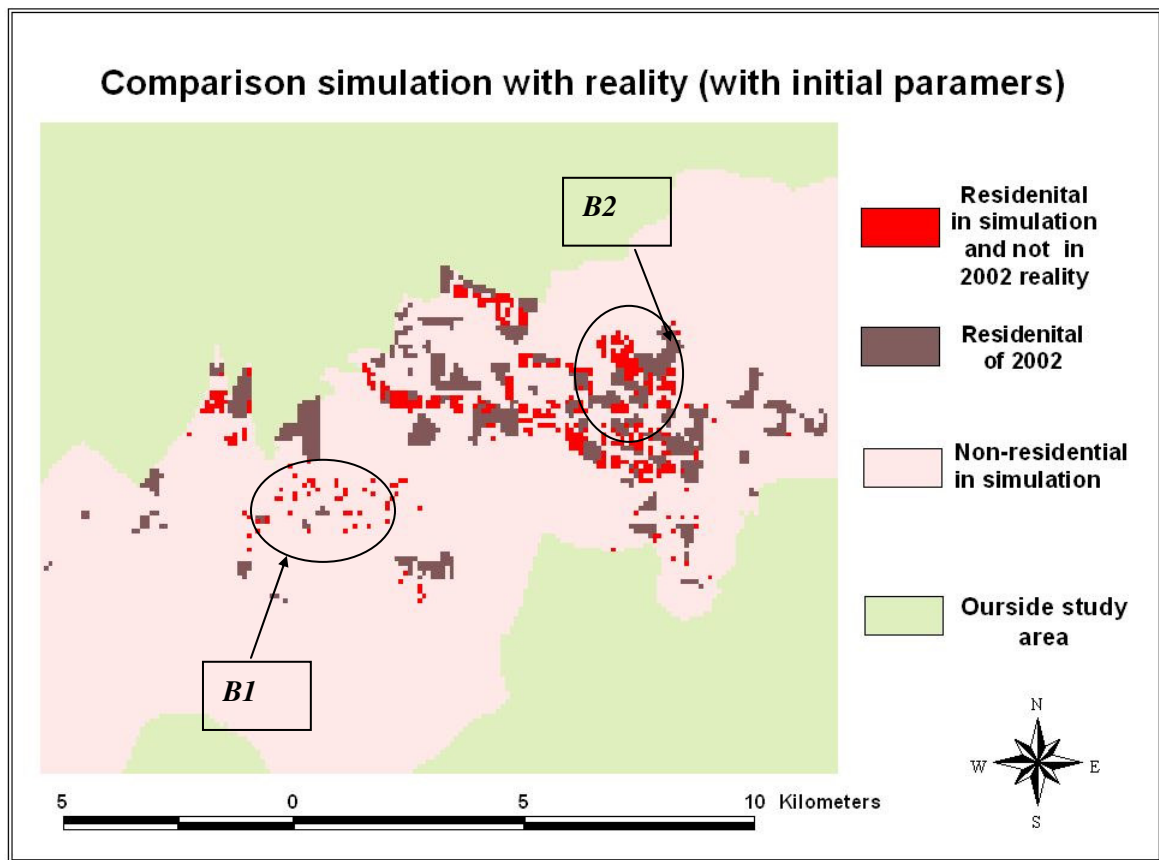 Comparison simulation with reality (with initial paramers)
B2
B1
Residenital
in simulation
and not in
2002 reality
Residenital
of 2002
Non-residential
in simulation
Ourside study
area
N
W E
S
5 0 5 10 Kilometers